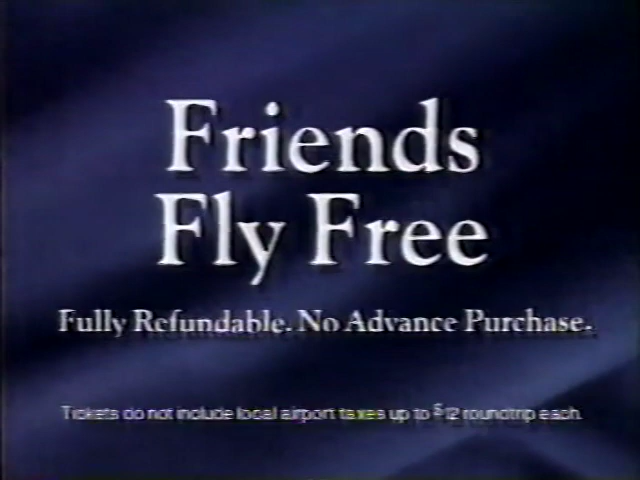 Friends
Fly Free
Fully Refundable. No Advance Purchase.
Tickets do not include local airport taxes up to $12 roundtrip each.